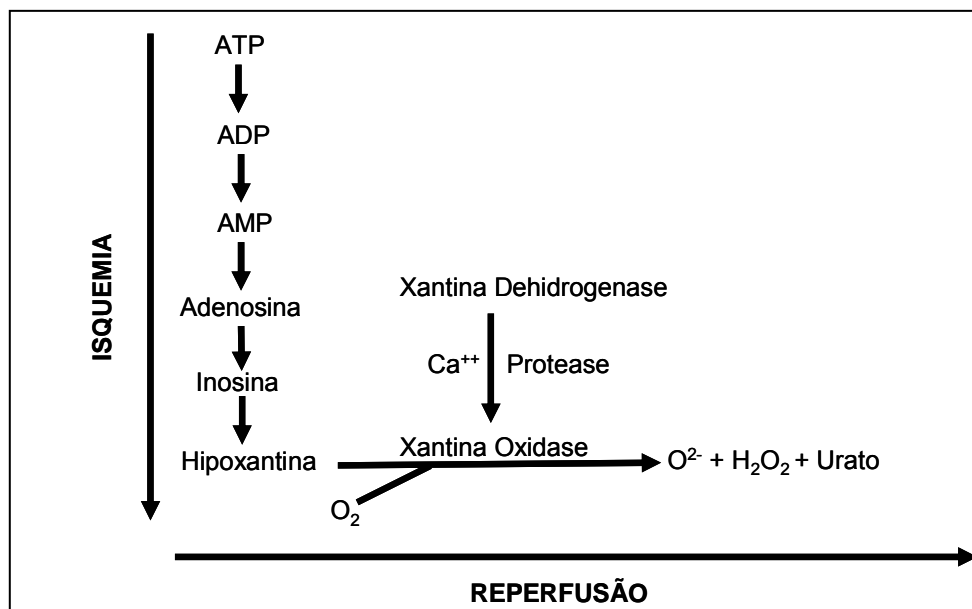 ATP
ADP
AMP
Adenosina
Inosina
Hipoxantina
O₂
ISQUEMIA
Xantina Dehidrogenase
Ca⁺⁺ Protease
Xantina Oxidase
O²⁻ + H₂O₂ + Urato
REPERFUSÃO